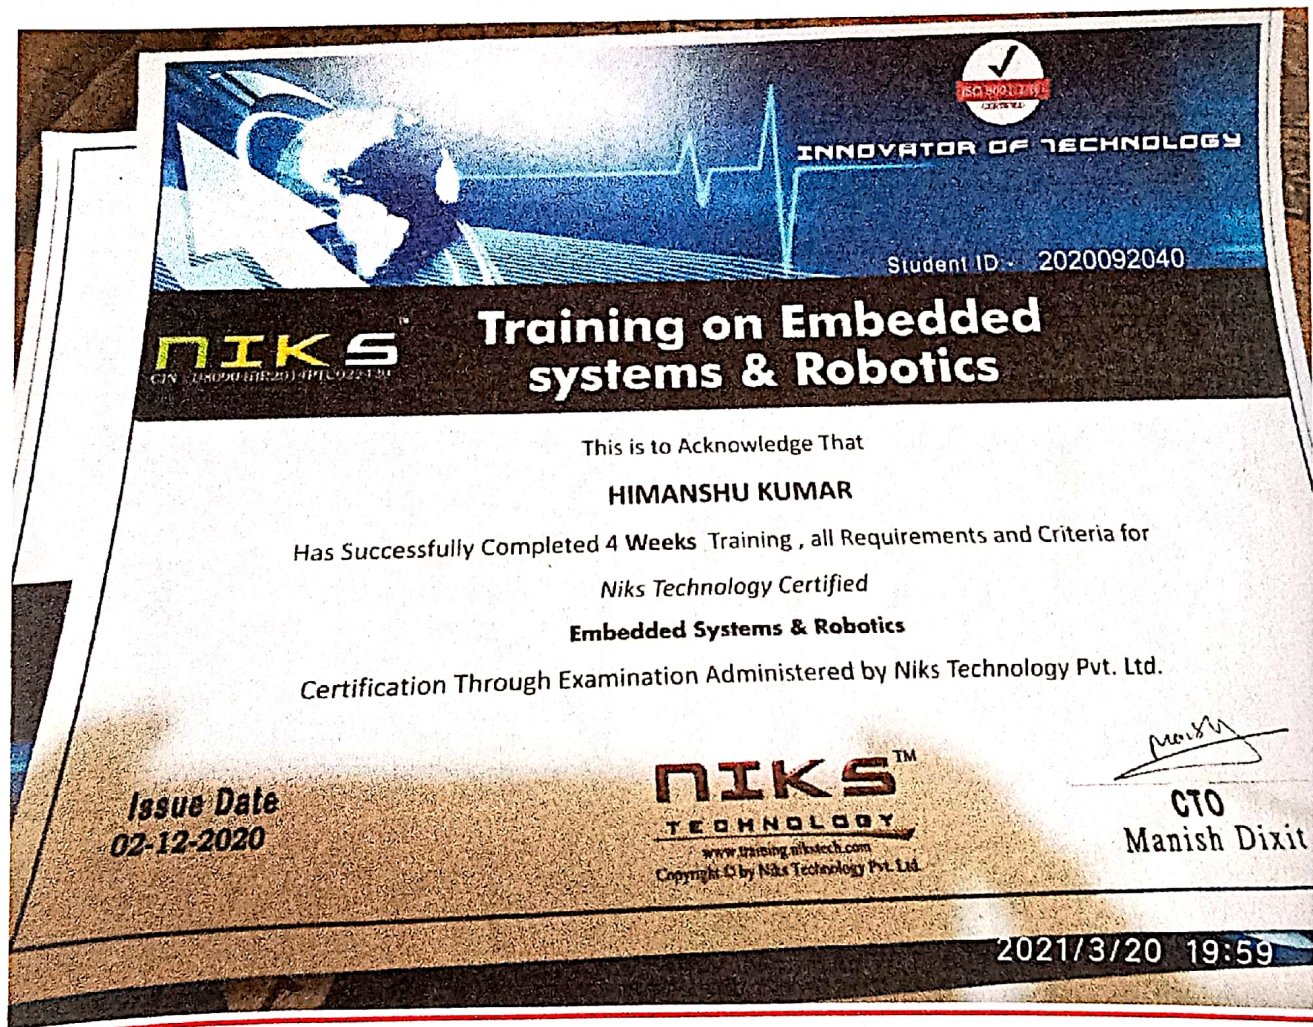 CERTIFIED
INNOVATOR OF TECHNOLOGY
Student ID - 2020092040
NIKS™
Training on Embedded
systems & Robotics
This is to Acknowledge That
HIMANSHU KUMAR
Has Successfully Completed 4 Weeks Training , all Requirements and Criteria for
Niks Technology Certified
Embedded Systems & Robotics
Certification Through Examination Administered by Niks Technology Pvt. Ltd.
Issue Date
02-12-2020
NIKS™
TECHNOLOGY
www.training.nikstech.com
Copyright © by Niks Technology Pvt. Ltd.
CTO
Manish Dixit
2021/3/20 19:59